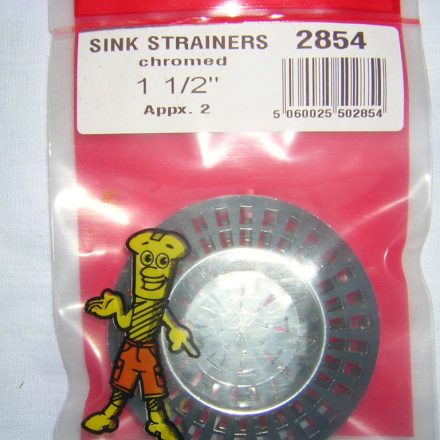 SINK STRAINERS 2854
chromed
1 1/2"
Appx. 2
5 060025 502854